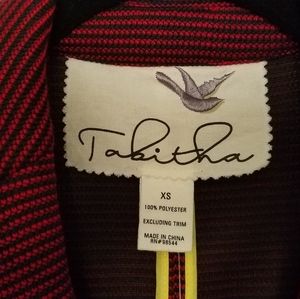 Tabitha
XS
100% POLYESTER
EXCLUDING TRIM
MADE IN CHINA
RN#98544